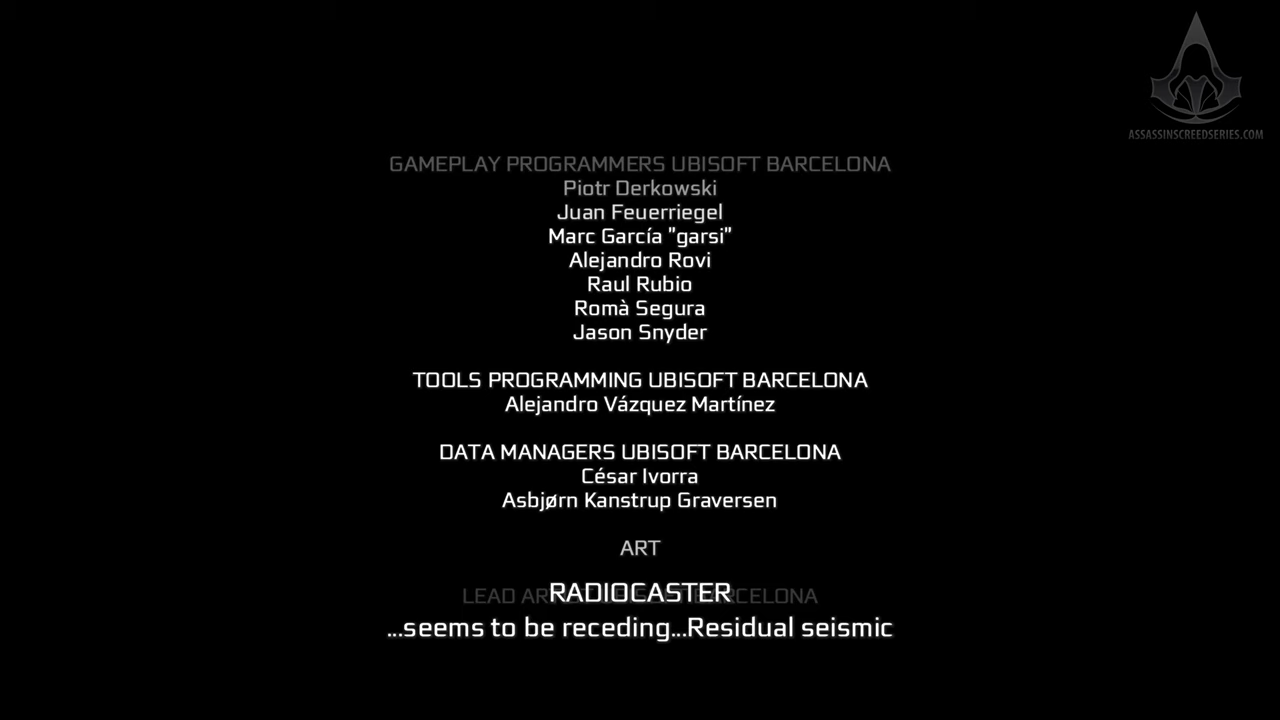 ASSASSINSCREEDSERIES.COM
GAMEPLAY PROGRAMMERS UBISOFT BARCELONA
Piotr Derkowski
Juan Feuerriegel
Marc García "garsi"
Alejandro Rovi
Raul Rubio
Romà Segura
Jason Snyder
TOOLS PROGRAMMING UBISOFT BARCELONA
Alejandro Vázquez Martínez
DATA MANAGERS UBISOFT BARCELONA
César Ivorra
Asbjørn Kanstrup Graversen
ART
LEAD BARCELONA
RADIOCASTER
...seems to be receding...Residual seismic